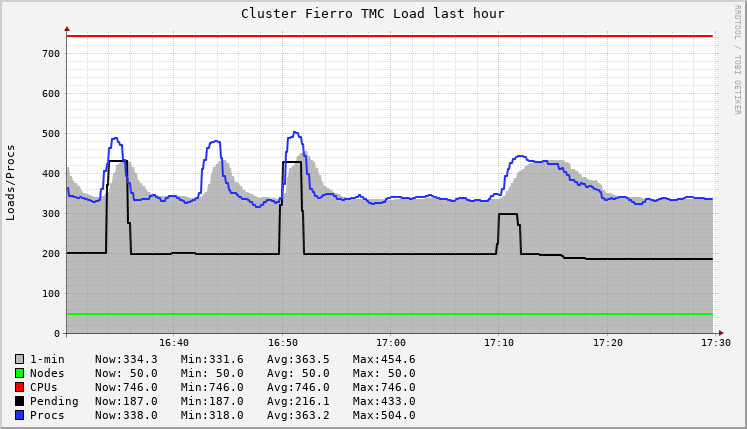 Cluster Fierro TMC Load last hour
RRDTOOL / TOBI OETIKER
Loads/Procs
700
600
500
400
300
200
100
0
16:40 16:50 17:00 17:10 17:20 17:30
1-min Now:334.3 Min:331.6 Avg:363.5 Max:454.6
Nodes Now: 50.0 Min: 50.0 Avg: 50.0 Max: 50.0
CPUs Now:746.0 Min:746.0 Avg:746.0 Max:746.0
Pending Now:187.0 Min:187.0 Avg:216.1 Max:433.0
Procs Now:338.0 Min:318.0 Avg:363.2 Max:504.0